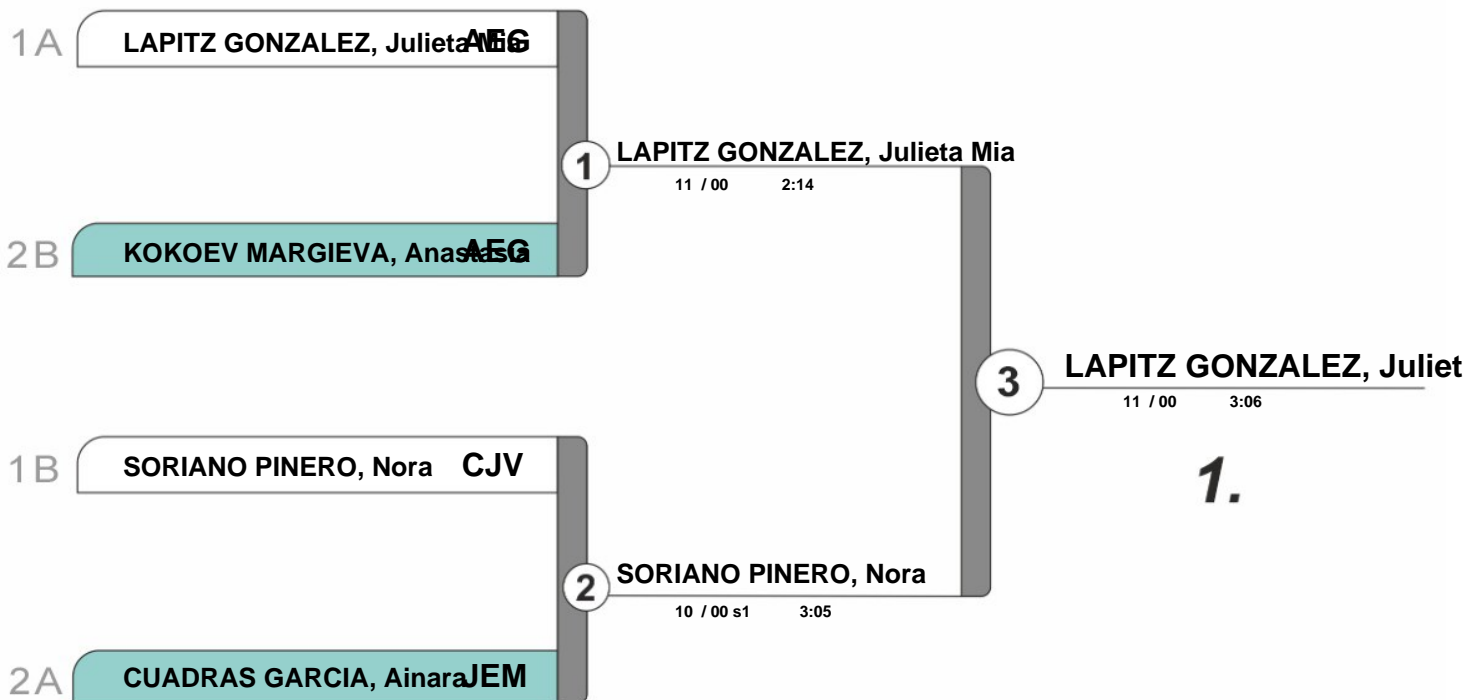 1A LAPITZ GONZALEZ, Julieta Mia AEG
1 LAPITZ GONZALEZ, Julieta Mia
11 / 00 2:14
2B KOKOEV MARGIEVA, Anastasia AEG
3 LAPITZ GONZALEZ, Juliet
11 / 00 3:06
1B SORIANO PINERO, Nora CJV
1.
2 SORIANO PINERO, Nora
10 / 00 s1 3:05
2A CUADRAS GARCIA, Ainara JEM